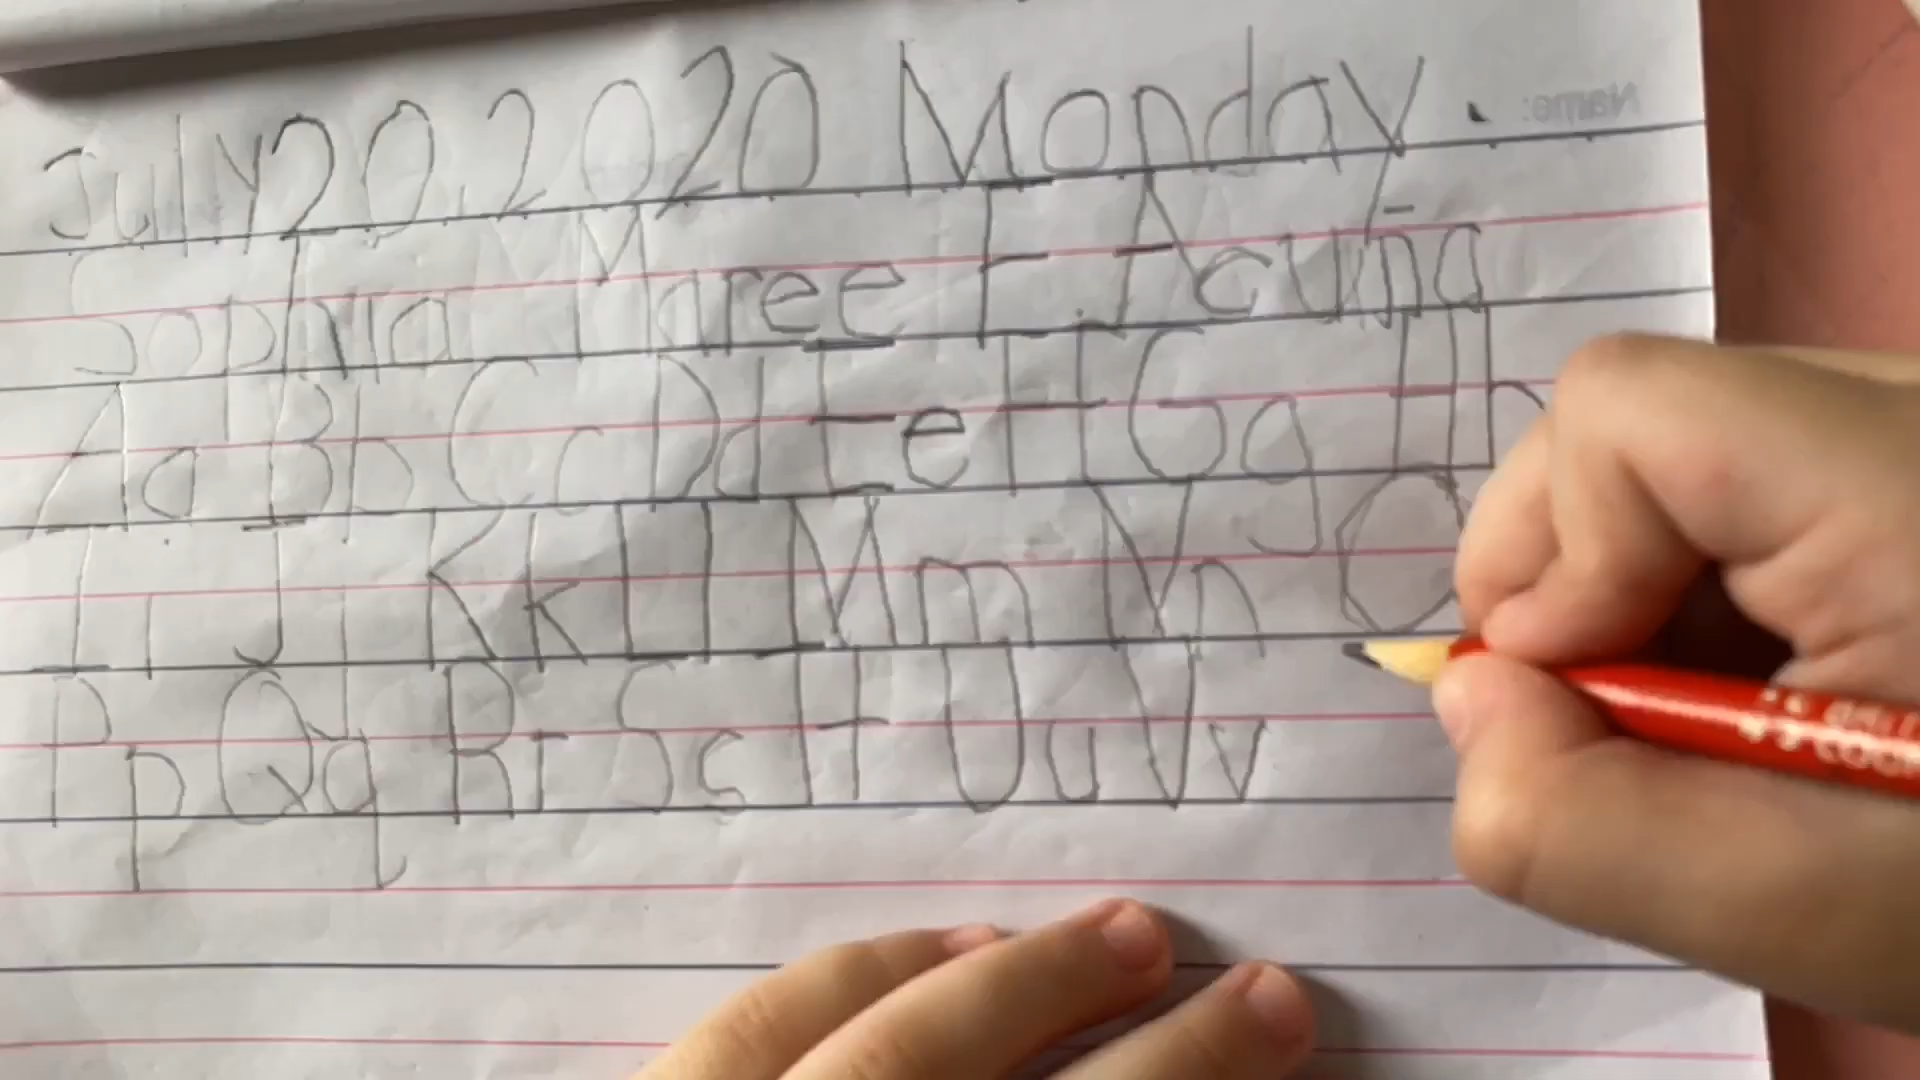 July 20, 2020 Monday.
Name:
Sophia Maree F. Acuña
Aa Bb Cc Dd Ee Ff Gg Hh
Ii Jj Kk Ll Mm Nn O
Pp Qq Rr Ss Tt Uu Vv